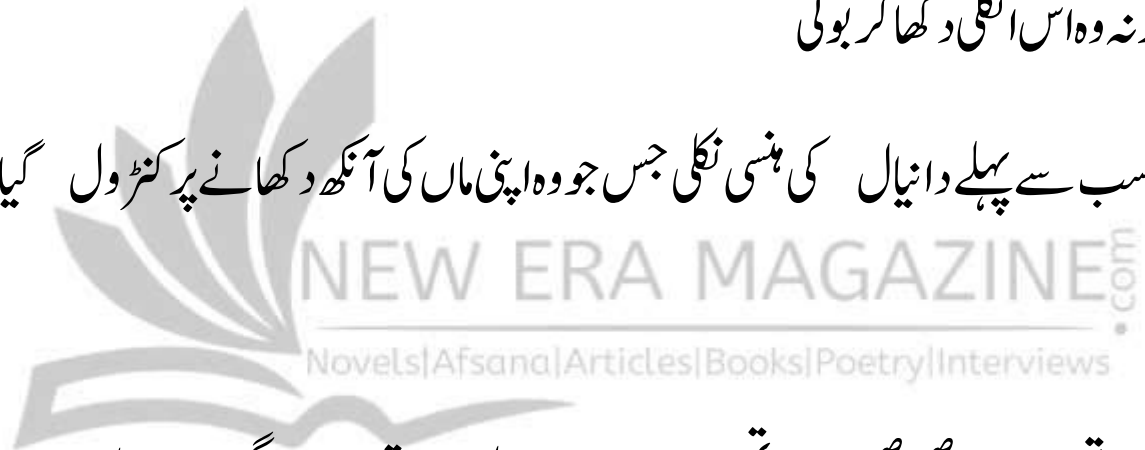 نہ وہ اس انگلی دکھا کر بولی
سب سے پہلے دانیال کی ہنسی نکلی جس جو وہ اپنی ماں کی آنکھ دکھانے پر کنٹرول گیا
NEW ERA MAGAZINE.com
Novels|Afsana|Articles|Books|Poetry|Interviews